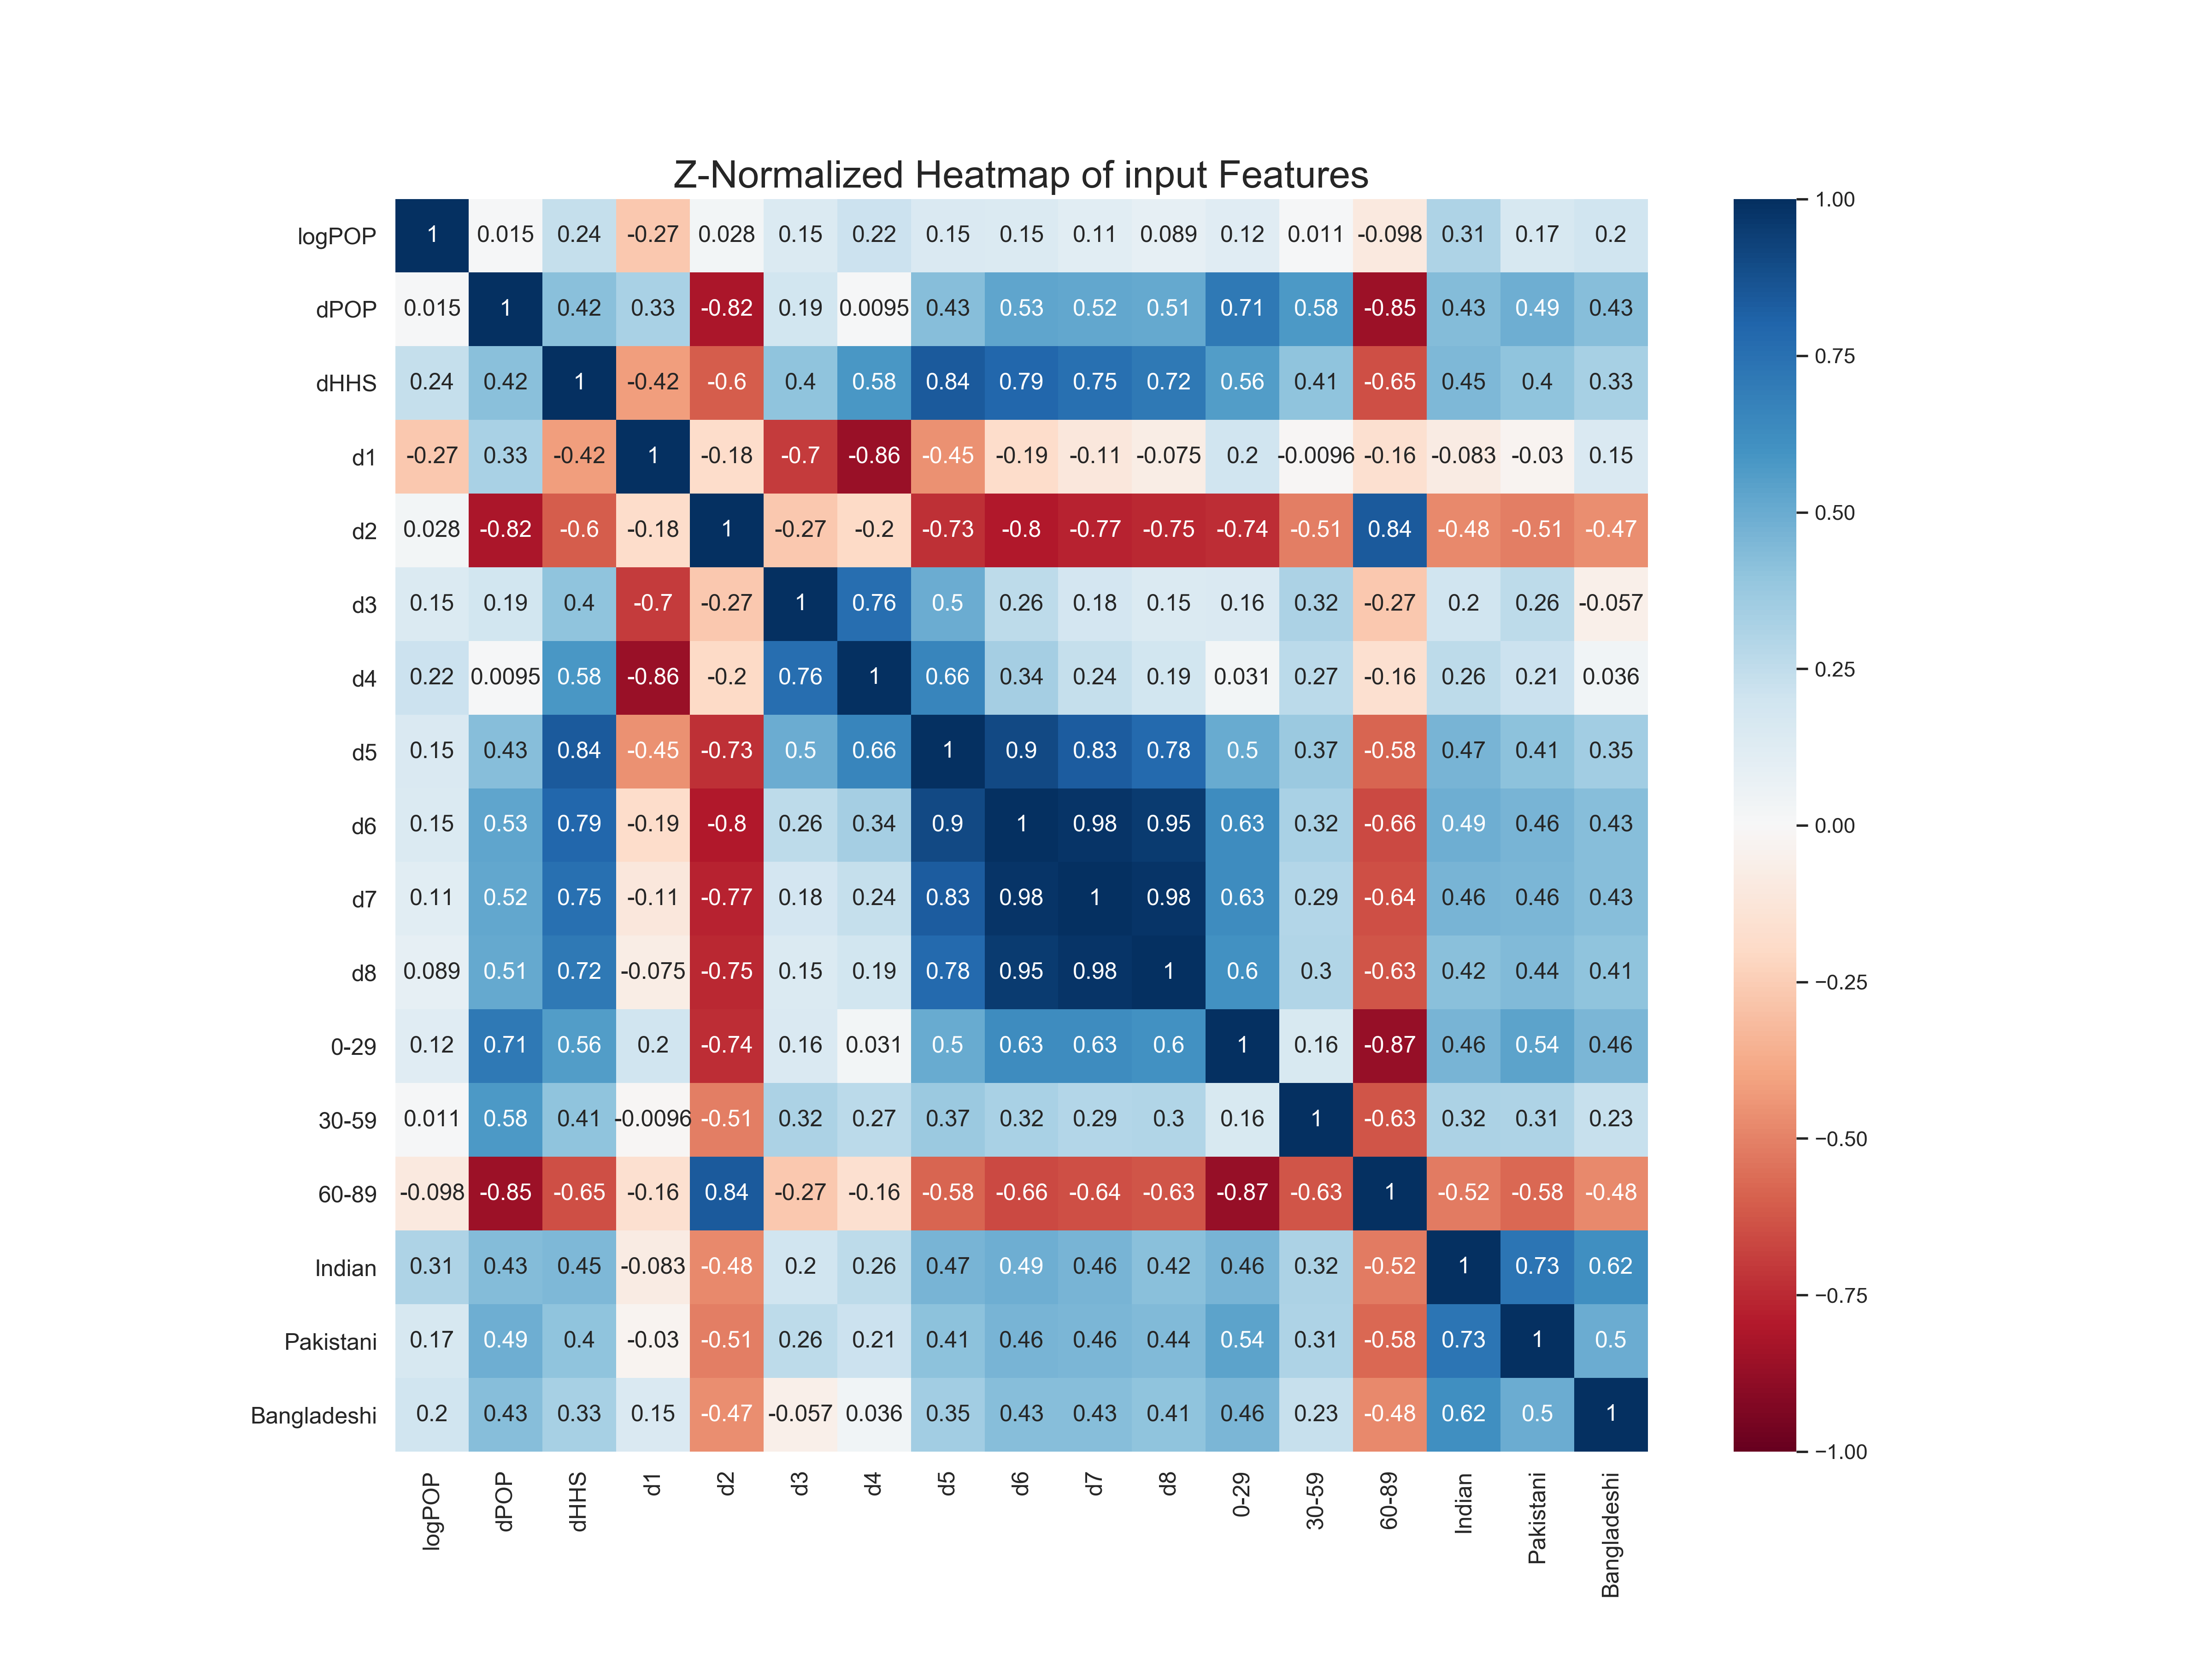 Z-Normalized Heatmap of input Features
logPOP 1 0.015 0.24 -0.27 0.028 0.15 0.22 0.15 0.15 0.11 0.089 0.12 0.011 -0.098 0.31 0.17 0.2
dPOP 0.015 1 0.42 0.33 -0.82 0.19 0.0095 0.43 0.53 0.52 0.51 0.71 0.58 -0.85 0.43 0.49 0.43
dHHS 0.24 0.42 1 -0.42 -0.6 0.4 0.58 0.84 0.79 0.75 0.72 0.56 0.41 -0.65 0.45 0.4 0.33
d1 -0.27 0.33 -0.42 1 -0.18 -0.7 -0.86 -0.45 -0.19 -0.11 -0.075 0.2 -0.0096 -0.16 -0.083 -0.03 0.15
d2 0.028 -0.82 -0.6 -0.18 1 -0.27 -0.2 -0.73 -0.8 -0.77 -0.75 -0.74 -0.51 0.84 -0.48 -0.51 -0.47
d3 0.15 0.19 0.4 -0.7 -0.27 1 0.76 0.5 0.26 0.18 0.15 0.16 0.32 -0.27 0.2 0.26 -0.057
d4 0.22 0.0095 0.58 -0.86 -0.2 0.76 1 0.66 0.34 0.24 0.19 0.031 0.27 -0.16 0.26 0.21 0.036
d5 0.15 0.43 0.84 -0.45 -0.73 0.5 0.66 1 0.9 0.83 0.78 0.5 0.37 -0.58 0.47 0.41 0.35
d6 0.15 0.53 0.79 -0.19 -0.8 0.26 0.34 0.9 1 0.98 0.95 0.63 0.32 -0.66 0.49 0.46 0.43
d7 0.11 0.52 0.75 -0.11 -0.77 0.18 0.24 0.83 0.98 1 0.98 0.63 0.29 -0.64 0.46 0.46 0.43
d8 0.089 0.51 0.72 -0.075 -0.75 0.15 0.19 0.78 0.95 0.98 1 0.6 0.3 -0.63 0.42 0.44 0.41
0-29 0.12 0.71 0.56 0.2 -0.74 0.16 0.031 0.5 0.63 0.63 0.6 1 0.16 -0.87 0.46 0.54 0.46
30-59 0.011 0.58 0.41 -0.0096 -0.51 0.32 0.27 0.37 0.32 0.29 0.3 0.16 1 -0.63 0.32 0.31 0.23
60-89 -0.098 -0.85 -0.65 -0.16 0.84 -0.27 -0.16 -0.58 -0.66 -0.64 -0.63 -0.87 -0.63 1 -0.52 -0.58 -0.48
Indian 0.31 0.43 0.45 -0.083 -0.48 0.2 0.26 0.47 0.49 0.46 0.42 0.46 0.32 -0.52 1 0.73 0.62
Pakistani 0.17 0.49 0.4 -0.03 -0.51 0.26 0.21 0.41 0.46 0.46 0.44 0.54 0.31 -0.58 0.73 1 0.5
Bangladeshi 0.2 0.43 0.33 0.15 -0.47 -0.057 0.036 0.35 0.43 0.43 0.41 0.46 0.23 -0.48 0.62 0.5 1
logPOP dPOP dHHS d1 d2 d3 d4 d5 d6 d7 d8 0-29 30-59 60-89 Indian Pakistani Bangladeshi
1.00
0.75
0.50
0.25
0.00
−0.25
−0.50
−0.75
−1.00